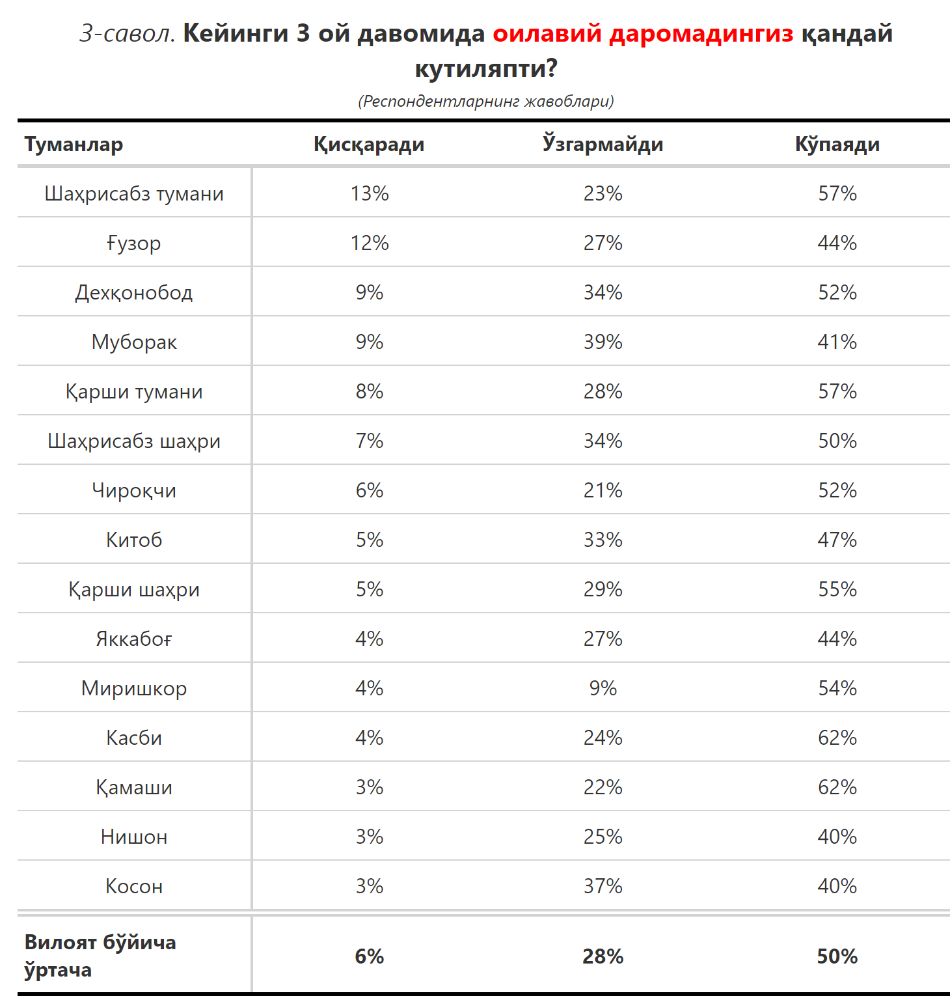 3-савол. Кейинги 3 ой давомида оилавий даромадингиз қандай
кутиляпти?
(Респондентларнинг жавоблари)
Туманлар Қисқаради Ўзгармайди Кўпаяди
Шаҳрисабз тумани 13% 23% 57%
Ғузор 12% 27% 44%
Дехқонобод 9% 34% 52%
Муборак 9% 39% 41%
Қарши тумани 8% 28% 57%
Шаҳрисабз шаҳри 7% 34% 50%
Чироқчи 6% 21% 52%
Китоб 5% 33% 47%
Қарши шаҳри 5% 29% 55%
Яккабоғ 4% 27% 44%
Миришкор 4% 9% 54%
Касби 4% 24% 62%
Қамаши 3% 22% 62%
Нишон 3% 25% 40%
Косон 3% 37% 40%
Вилоят бўйича
ўртача 6% 28% 50%